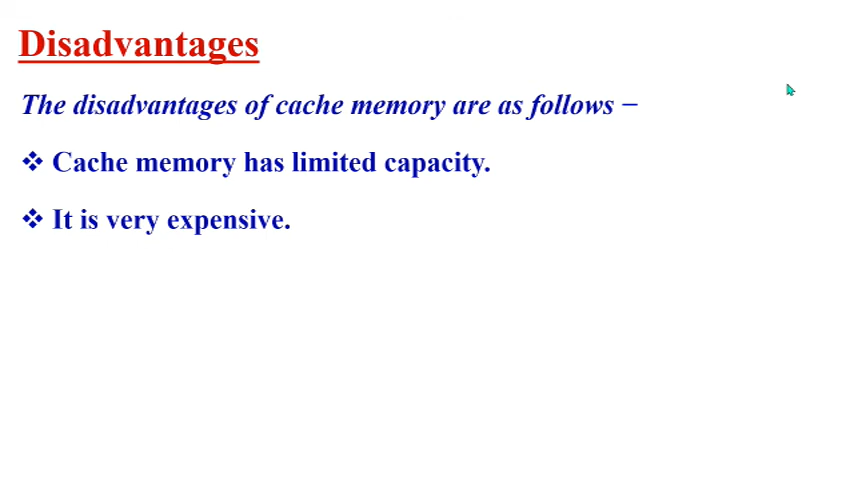 Disadvantages
The disadvantages of cache memory are as follows −
❖ Cache memory has limited capacity.
❖ It is very expensive.